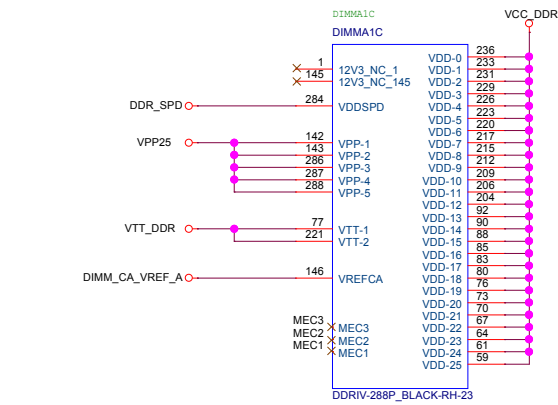 DIMMA1C
VCC_DDR
DIMMA1C
1 12V3_NC_1
145 12V3_NC_145
DDR_SPD 284 VDDSPD
VPP25 142 VPP-1
143 VPP-2
286 VPP-3
287 VPP-4
288 VPP-5
VTT_DDR 77 VTT-1
221 VTT-2
DIMM_CA_VREF_A 146 VREFCA
MEC3 MEC3
MEC2 MEC2
MEC1 MEC1
VDD-0 236
VDD-1 233
VDD-2 231
VDD-3 229
VDD-4 226
VDD-5 223
VDD-6 220
VDD-7 217
VDD-8 215
VDD-9 212
VDD-10 209
VDD-11 206
VDD-12 204
VDD-13 92
VDD-14 90
VDD-15 88
VDD-16 85
VDD-17 83
VDD-18 80
VDD-19 76
VDD-20 73
VDD-21 70
VDD-22 67
VDD-23 64
VDD-24 61
VDD-25 59
DDRIV-288P_BLACK-RH-23